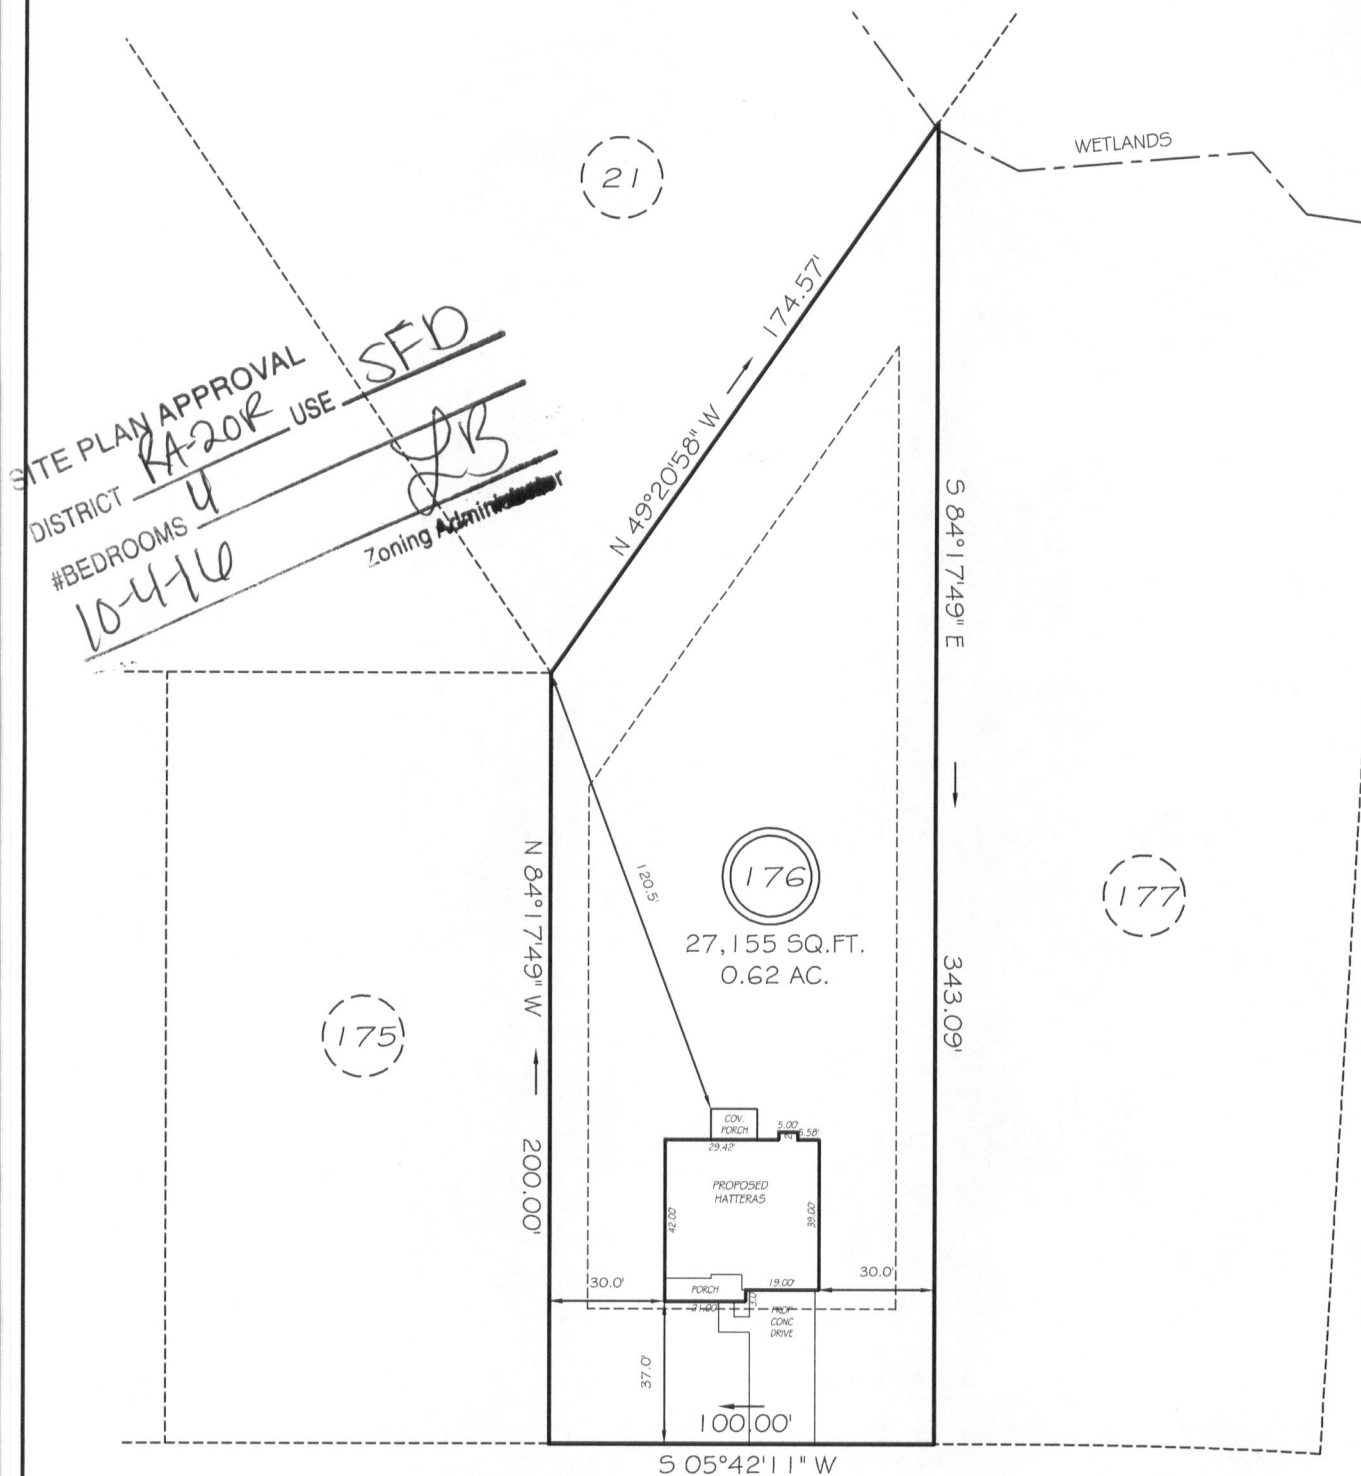 WETLANDS
21
174.57'
N 49°20'58" W
SITE PLAN APPROVAL
DISTRICT RA-20R USE SFD
#BEDROOMS 4
10-4-16
Zoning Administrator
S 84°17'49" E
343.09'
N 84°17'49" W
200.00'
120.5'
176
27,155 SQ.FT.
0.62 AC.
177
175
COV.
PORCH
5.00'
5.58'
29.42'
PROPOSED
HATTERAS
42.00'
39.00'
30.0'
PORCH
19.00'
30.0'
21.00'
PROP
CONC
DRIVE
37.0'
100.00'
S 05°42'11" W